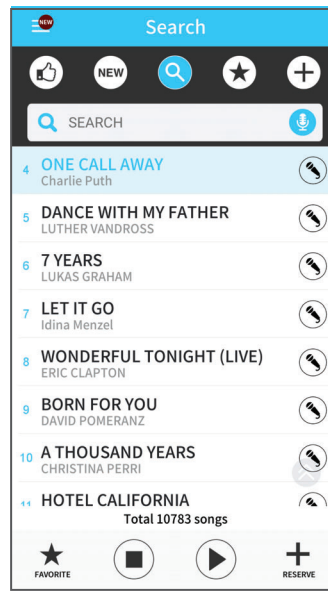 NEW
Search
NEW
SEARCH
4 ONE CALL AWAY
Charlie Puth
5 DANCE WITH MY FATHER
LUTHER VANDROSS
6 7 YEARS
LUKAS GRAHAM
7 LET IT GO
Idina Menzel
8 WONDERFUL TONIGHT (LIVE)
ERIC CLAPTON
9 BORN FOR YOU
DAVID POMERANZ
10 A THOUSAND YEARS
CHRISTINA PERRI
11 HOTEL CALIFORNIA
Total 10783 songs
FAVORITE
RESERVE